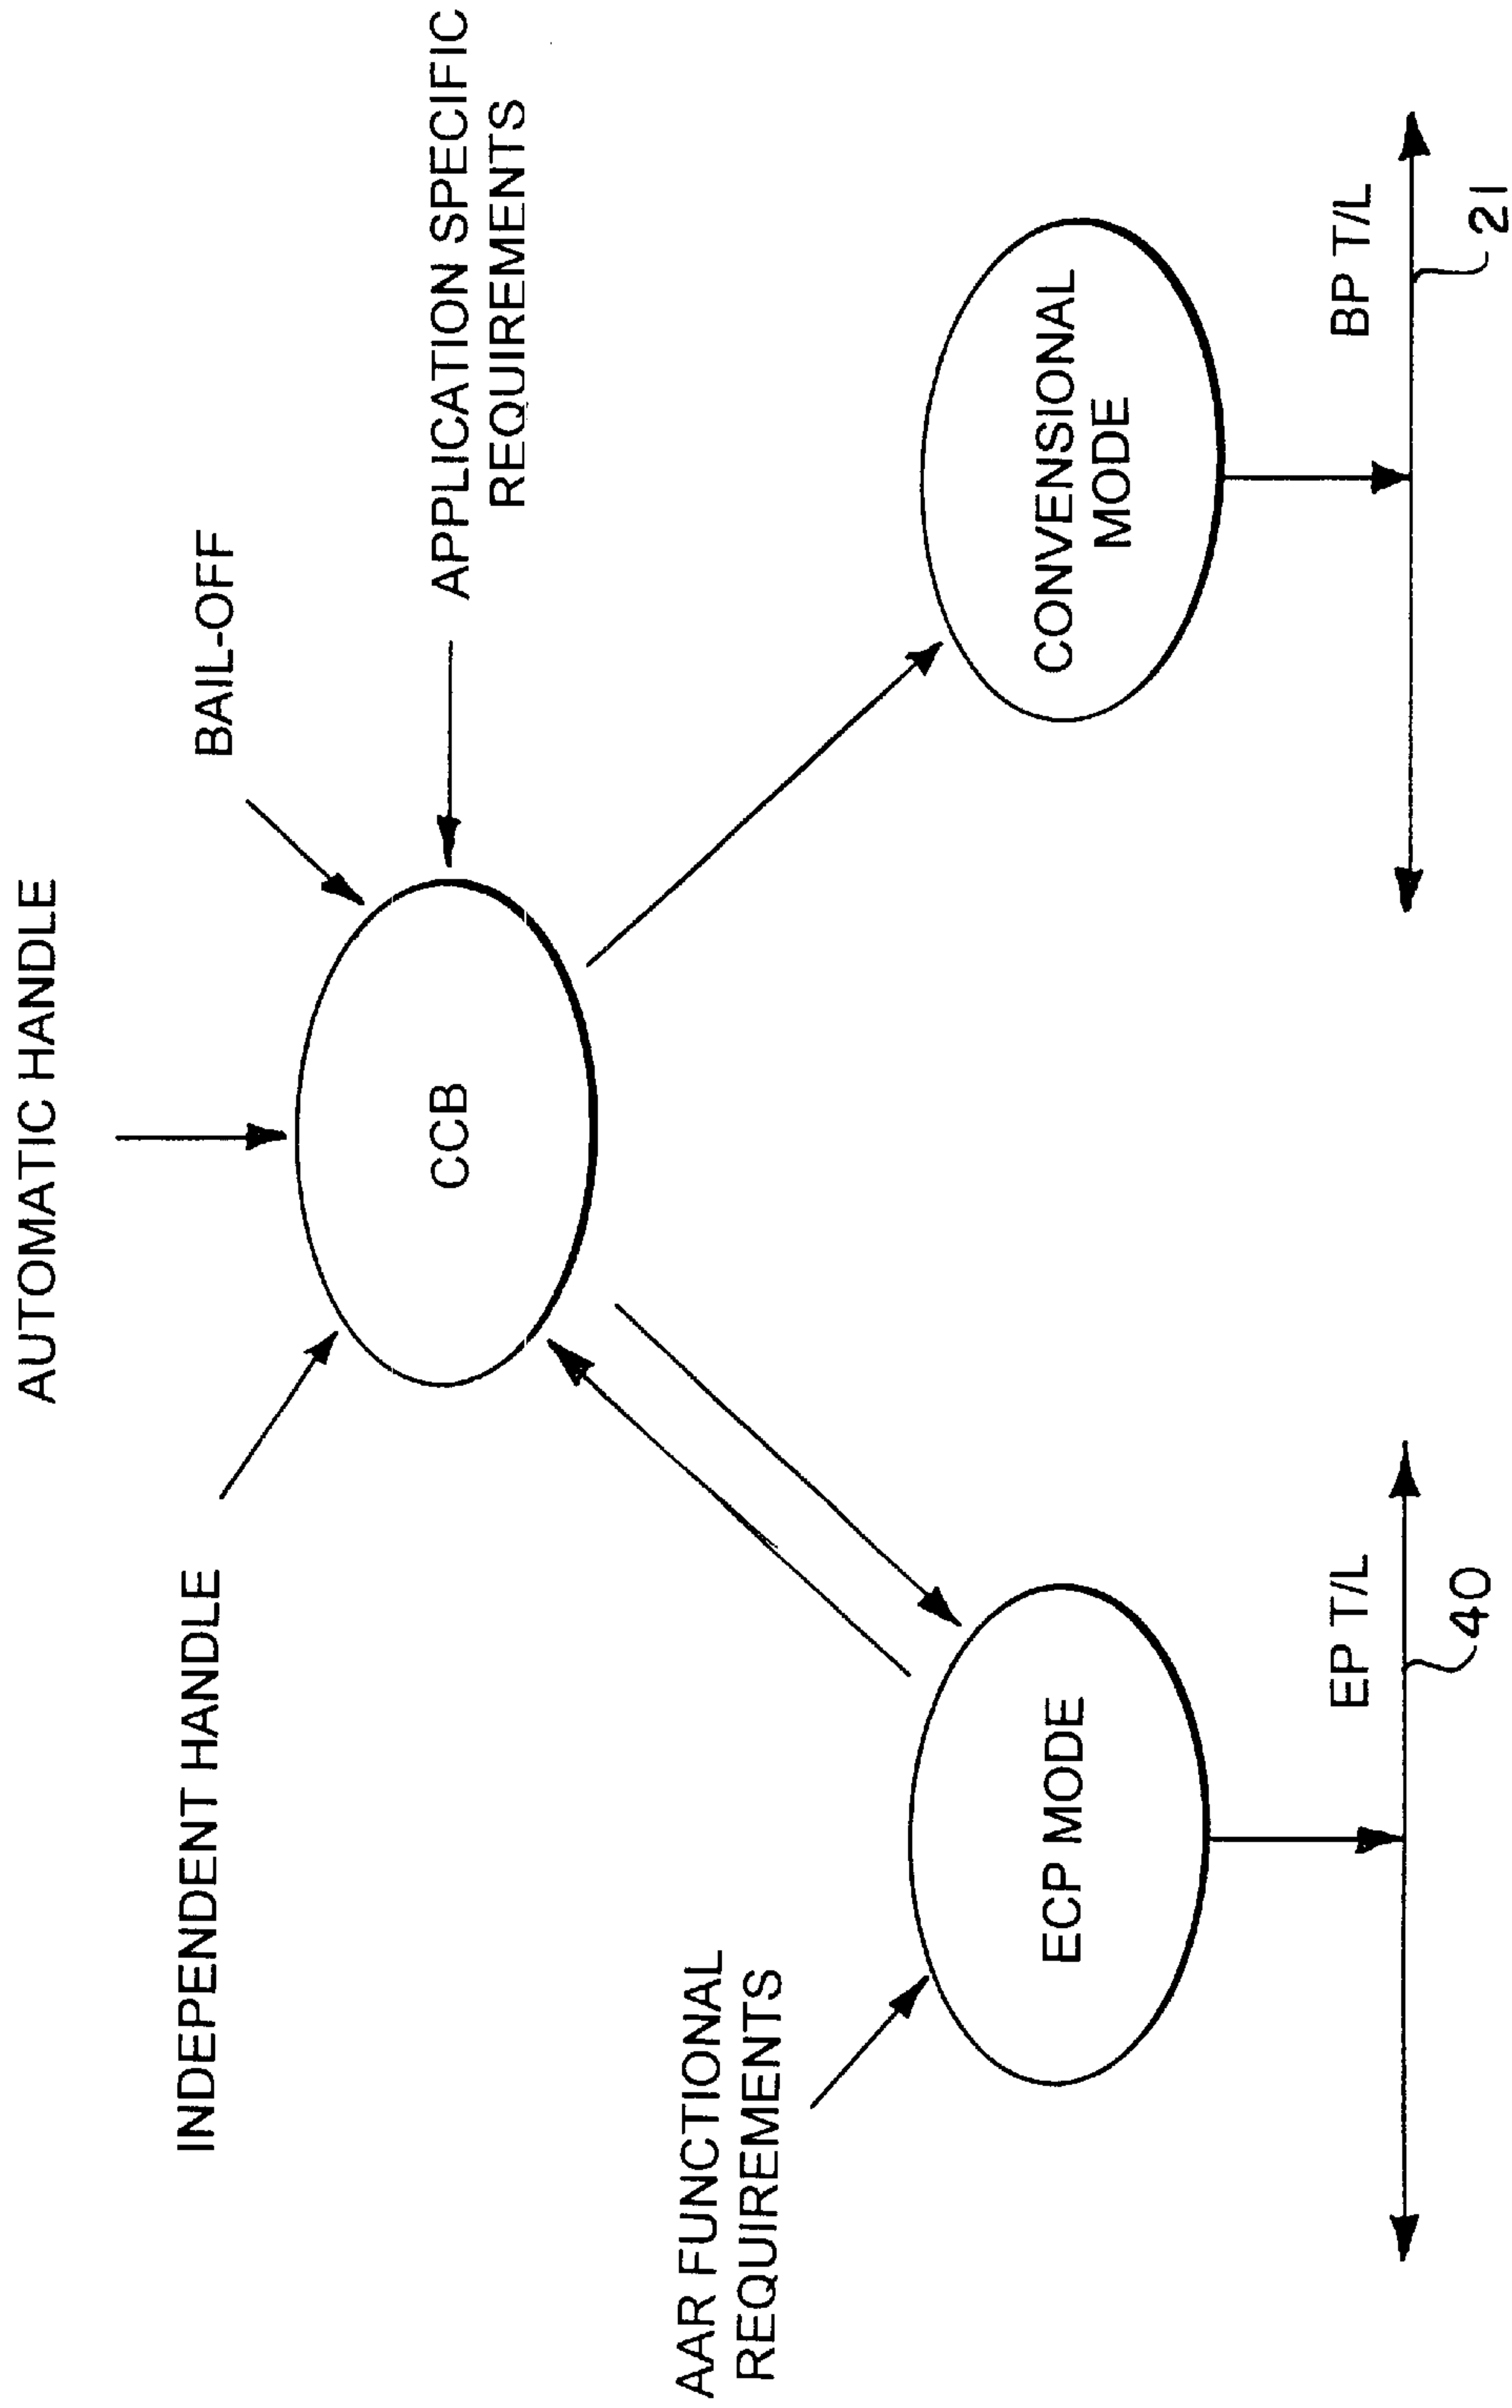 AUTOMATIC HANDLE
INDEPENDENT HANDLE
BAIL-OFF
CCB
APPLICATION SPECIFIC
REQUIREMENTS
AAR FUNCTIONAL
REQUIREMENTS
ECP MODE
CONVENSIONAL
MODE
EP T/L
40
BP T/L
21